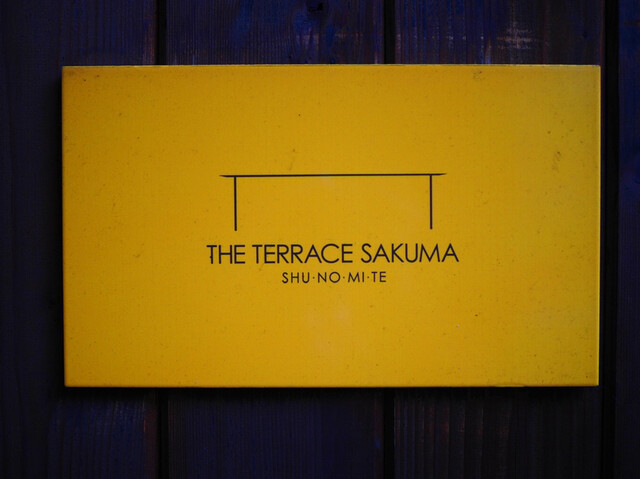 THE TERRACE SAKUMA
SHU·NO·MI·TE